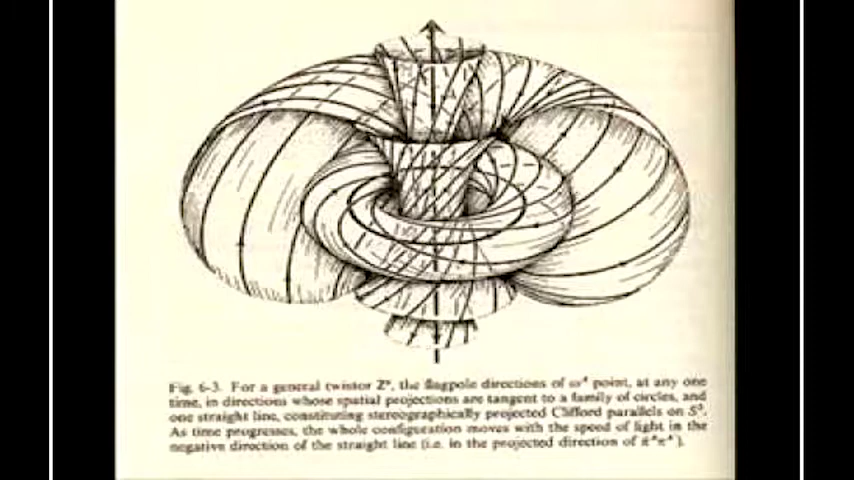 Fig. 6-3. For a general twistor Zᵅ, the flagpole directions of ωᴬ point, at any one
time, in directions whose spatial projections are tangent to a family of circles, and
one straight line, constituting stereographically projected Clifford parallels on S³.
As time progresses, the whole configuration moves with the speed of light in the
negative direction of the straight line (i.e. in the projected direction of